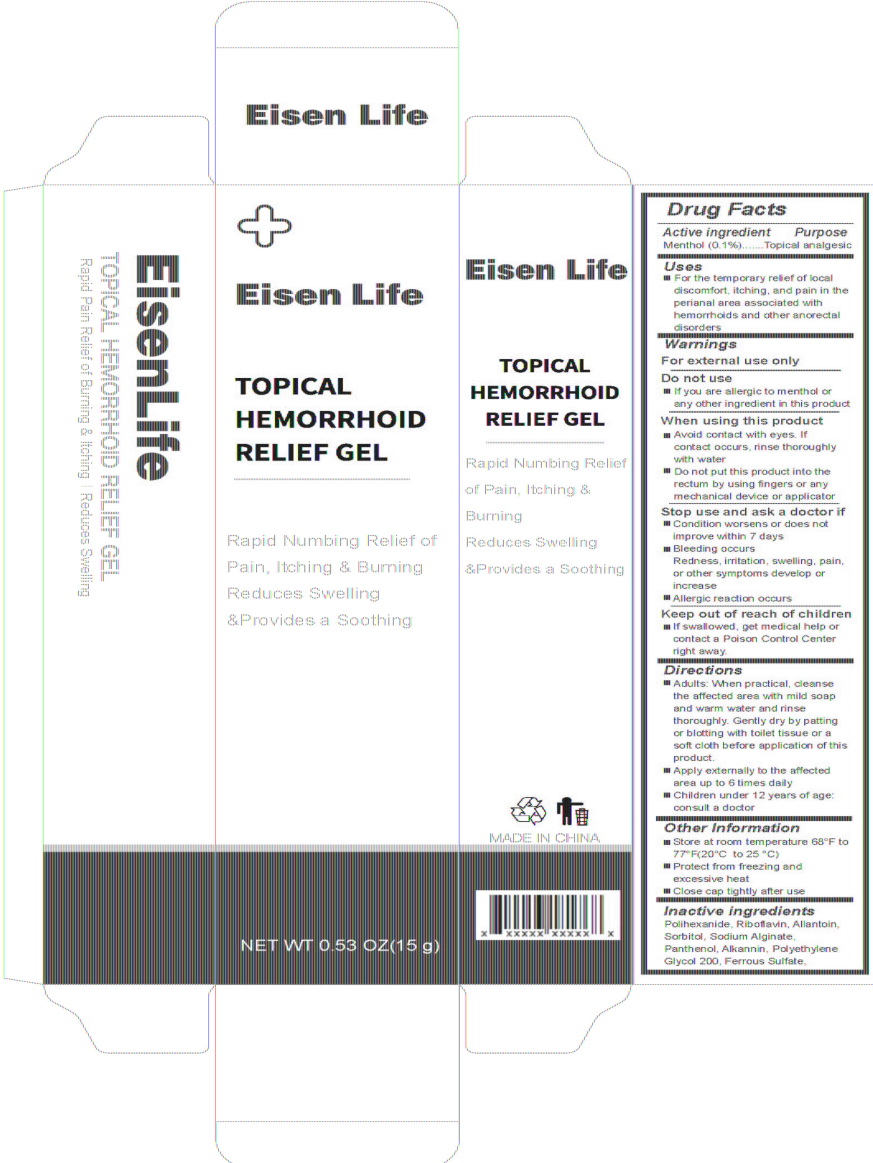 Eisen Life
EisenLife
TOPICAL HEMORRHOID RELIEF GEL
Rapid Pain Relief of Burning & Itching | Reduces Swelling
Eisen Life
TOPICAL
HEMORRHOID
RELIEF GEL
Rapid Numbing Relief of
Pain, Itching & Burning
Reduces Swelling
&Provides a Soothing
NET WT 0.53 OZ(15 g)
Eisen Life
TOPICAL
HEMORRHOID
RELIEF GEL
Rapid Numbing Relief
of Pain, Itching &
Burning
Reduces Swelling
&Provides a Soothing
MADE IN CHINA
x xxxxx xxxxx x
Drug Facts
Active ingredient Purpose
Menthol (0.1%).......Topical analgesic
Uses
For the temporary relief of local
discomfort, itching, and pain in the
perianal area associated with
hemorrhoids and other anorectal
disorders
Warnings
For external use only
Do not use
If you are allergic to menthol or
any other ingredient in this product
When using this product
Avoid contact with eyes. If
contact occurs, rinse thoroughly
with water
Do not put this product into the
rectum by using fingers or any
mechanical device or applicator
Stop use and ask a doctor if
Condition worsens or does not
improve within 7 days
Bleeding occurs
Redness, irritation, swelling, pain,
or other symptoms develop or
increase
Allergic reaction occurs
Keep out of reach of children
If swallowed, get medical help or
contact a Poison Control Center
right away.
Directions
Adults: When practical, cleanse
the affected area with mild soap
and warm water and rinse
thoroughly. Gently dry by patting
or blotting with toilet tissue or a
soft cloth before application of this
product.
Apply externally to the affected
area up to 6 times daily
Children under 12 years of age:
consult a doctor
Other Information
Store at room temperature 68°F to
77°F(20°C to 25 °C)
Protect from freezing and
excessive heat
Close cap tightly after use
Inactive ingredients
Polihexanide, Riboflavin, Allantoin,
Sorbitol, Sodium Alginate,
Panthenol, Alkannin, Polyethylene
Glycol 200, Ferrous Sulfate,